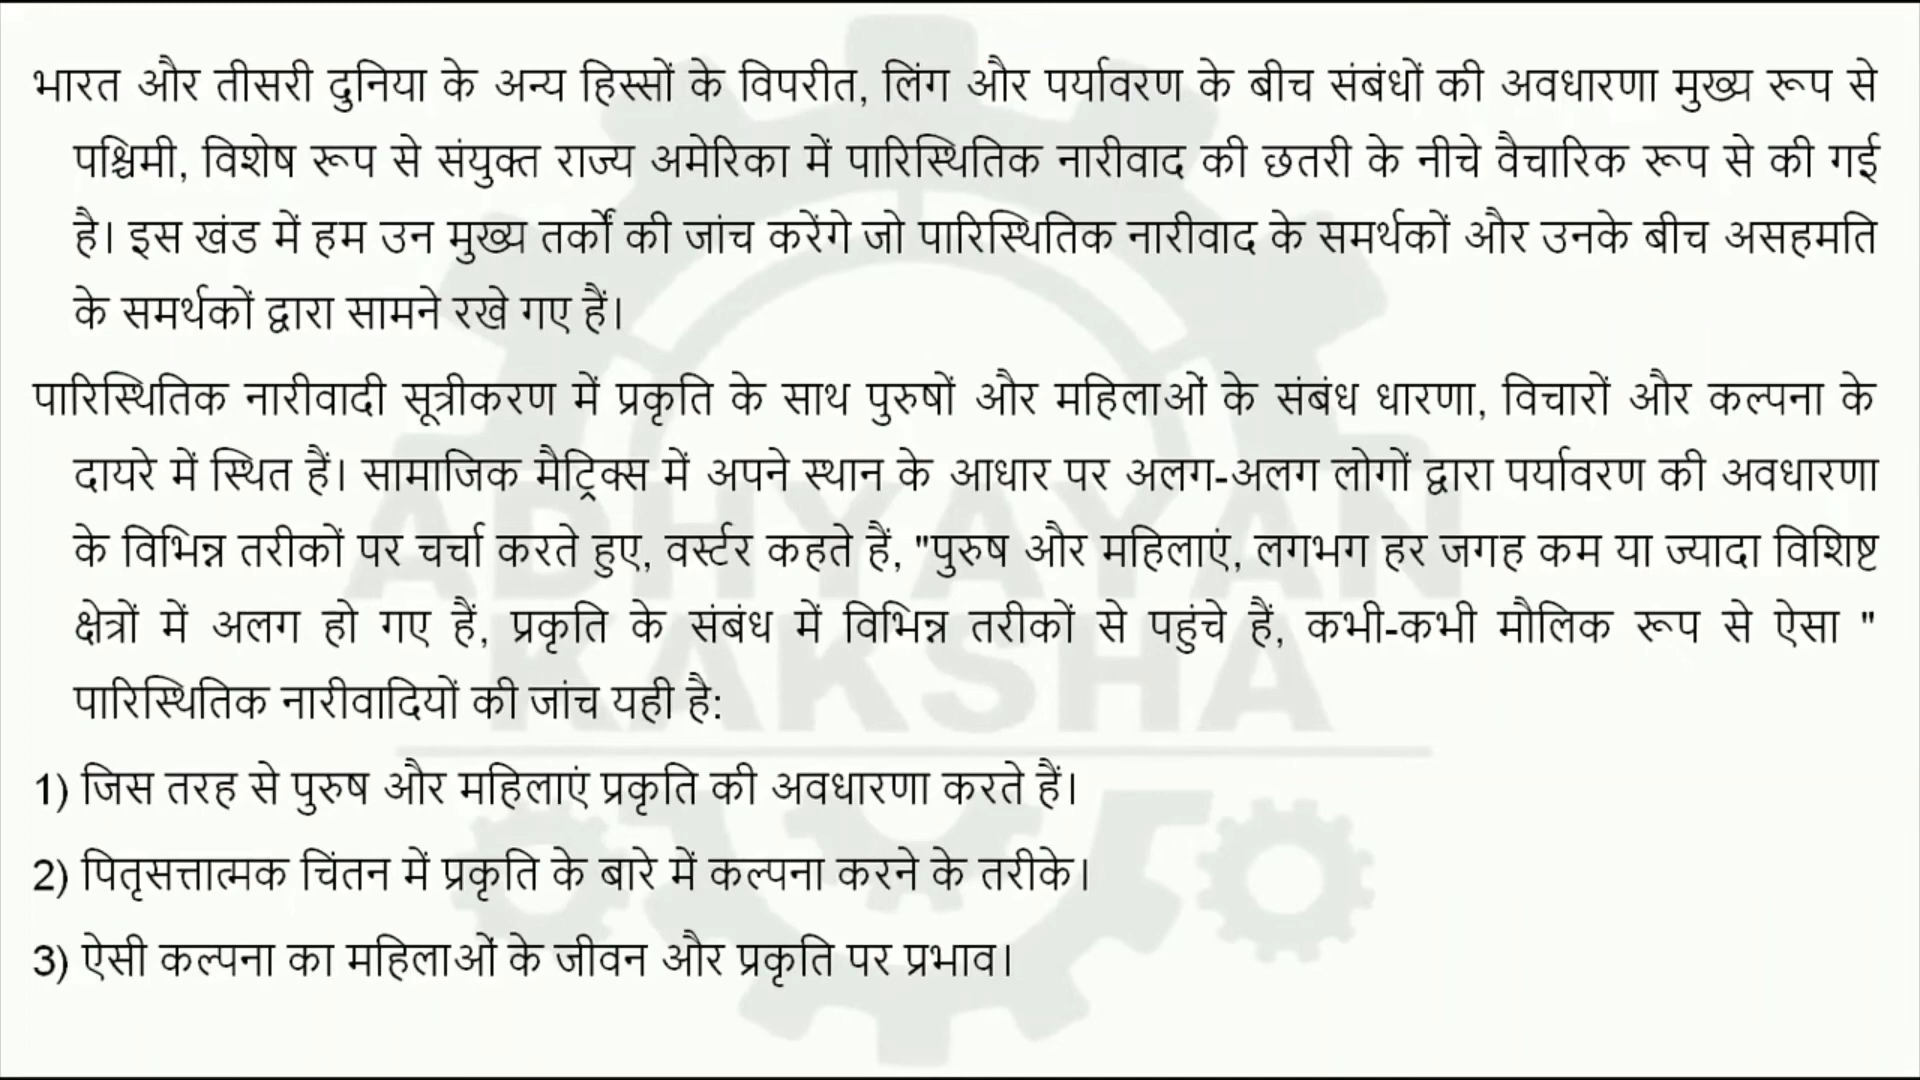 भारत और तीसरी दुनिया के अन्य हिस्सों के विपरीत, लिंग और पर्यावरण के बीच संबंधों की अवधारणा मुख्य रूप से
पश्चिमी, विशेष रूप से संयुक्त राज्य अमेरिका में पारिस्थितिक नारीवाद की छतरी के नीचे वैचारिक रूप से की गई
है। इस खंड में हम उन मुख्य तर्कों की जांच करेंगे जो पारिस्थितिक नारीवाद के समर्थकों और उनके बीच असहमति
के समर्थकों द्वारा सामने रखे गए हैं।
पारिस्थितिक नारीवादी सूत्रीकरण में प्रकृति के साथ पुरुषों और महिलाओं के संबंध धारणा, विचारों और कल्पना के
दायरे में स्थित हैं। सामाजिक मैट्रिक्स में अपने स्थान के आधार पर अलग-अलग लोगों द्वारा पर्यावरण की अवधारणा
के विभिन्न तरीकों पर चर्चा करते हुए, वर्स्टर कहते हैं, "पुरुष और महिलाएं, लगभग हर जगह कम या ज्यादा विशिष्ट
क्षेत्रों में अलग हो गए हैं, प्रकृति के संबंध में विभिन्न तरीकों से पहुंचे हैं, कभी-कभी मौलिक रूप से ऐसा "
पारिस्थितिक नारीवादियों की जांच यही है:
1) जिस तरह से पुरुष और महिलाएं प्रकृति की अवधारणा करते हैं।
2) पितृसत्तात्मक चिंतन में प्रकृति के बारे में कल्पना करने के तरीके।
3) ऐसी कल्पना का महिलाओं के जीवन और प्रकृति पर प्रभाव।
ADHYAYAN
KAKSHA